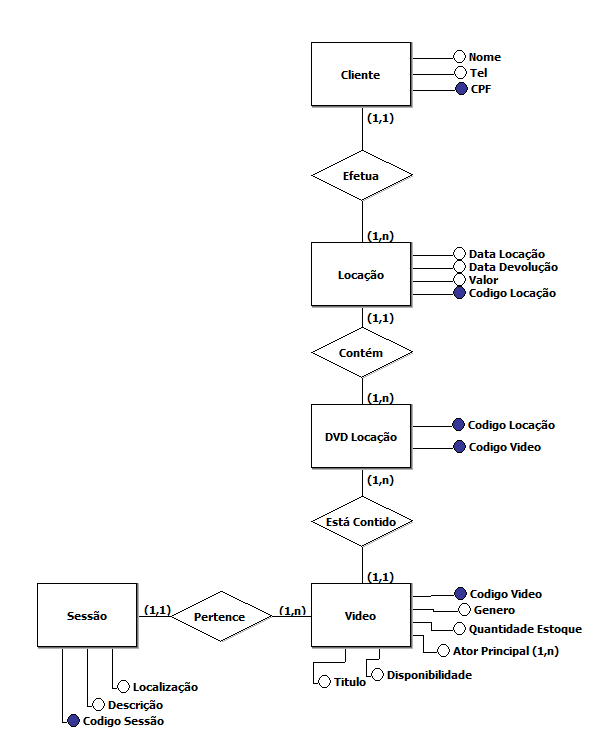 Cliente
Nome
Tel
CPF
(1,1)
Efetua
(1,n)
Locação
Data Locação
Data Devolução
Valor
Codigo Locação
(1,1)
Contém
(1,n)
DVD Locação
Codigo Locação
Codigo Video
(1,n)
Está Contido
(1,1)
Sessão
(1,1)
Pertence
(1,n)
Video
Codigo Video
Genero
Quantidade Estoque
Ator Principal (1,n)
Titulo
Disponibilidade
Localização
Descrição
Codigo Sessão